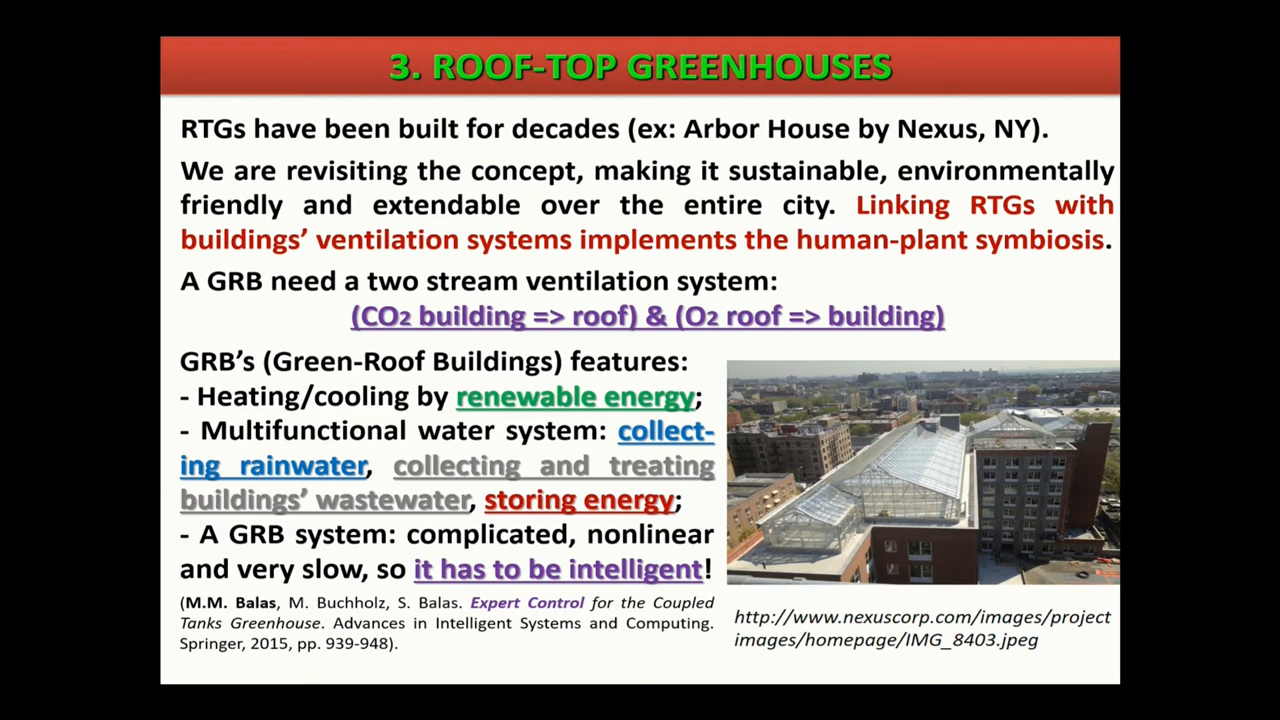 3. ROOF-TOP GREENHOUSES
RTGs have been built for decades (ex: Arbor House by Nexus, NY).
We are revisiting the concept, making it sustainable, environmentally
friendly and extendable over the entire city. Linking RTGs with
buildings’ ventilation systems implements the human-plant symbiosis.
A GRB need a two stream ventilation system:
(CO2 building => roof) & (O2 roof => building)
GRB’s (Green-Roof Buildings) features:
- Heating/cooling by renewable energy;
- Multifunctional water system: collect-
ing rainwater, collecting and treating
buildings’ wastewater, storing energy;
- A GRB system: complicated, nonlinear
and very slow, so it has to be intelligent!
(M.M. Balas, M. Buchholz, S. Balas. Expert Control for the Coupled
Tanks Greenhouse. Advances in Intelligent Systems and Computing.
Springer, 2015, pp. 939-948).
http://www.nexuscorp.com/images/project
images/homepage/IMG_8403.jpeg